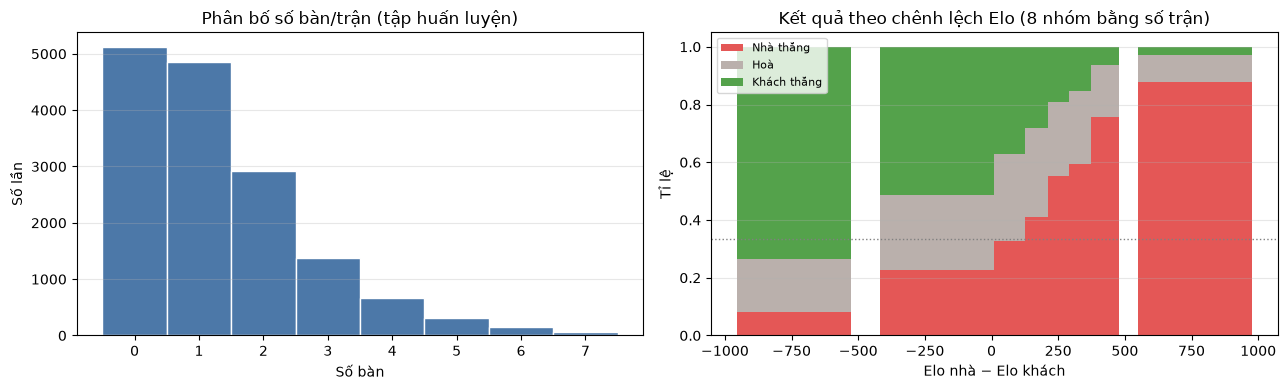 Phân bố số bàn/trận (tập huấn luyện)
5000
4000
3000
2000
1000
0
Số lần
0 1 2 3 4 5 6 7
Số bàn
Kết quả theo chênh lệch Elo (8 nhóm bằng số trận)
Nhà thắng
Hoà
Khách thắng
1.0
0.8
0.6
0.4
0.2
0.0
Tỉ lệ
−1000 −750 −500 −250 0 250 500 750 1000
Elo nhà − Elo khách